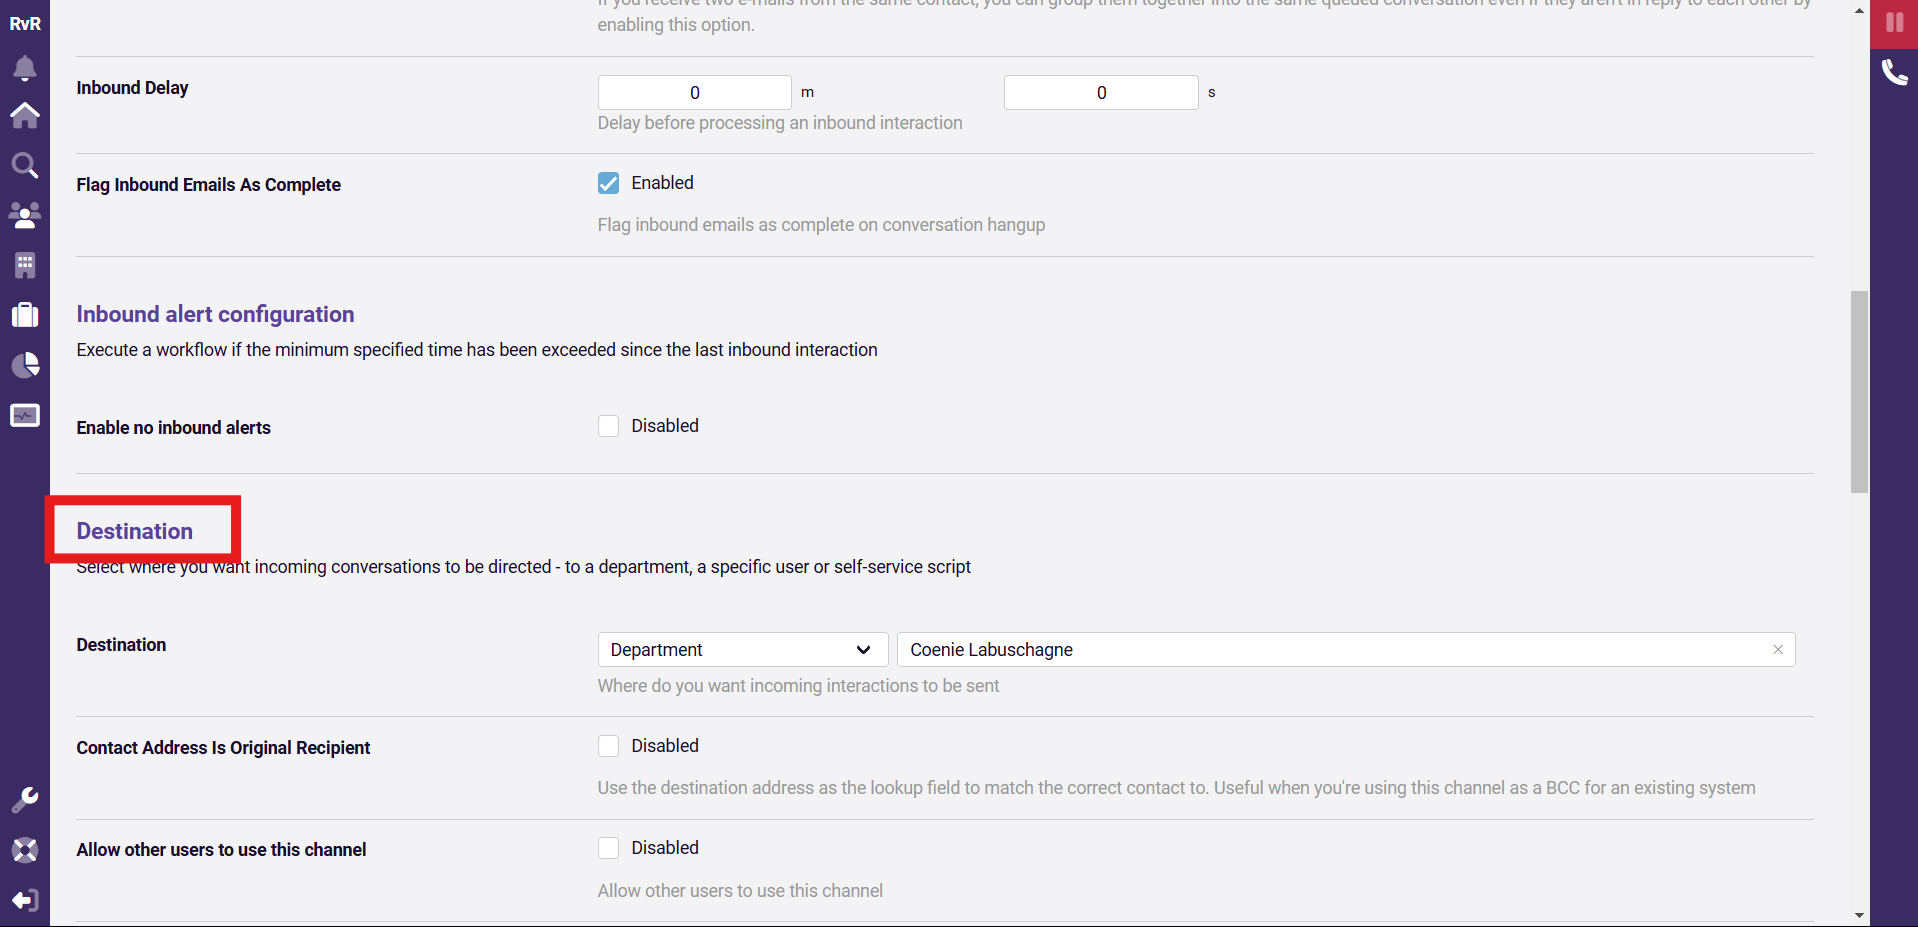 RvR
If you receive two e-mails from the same contact, you can group them together into the same queued conversation even if they aren't in reply to each other by
enabling this option.
Inbound Delay
0 m 0 s
Delay before processing an inbound interaction
Flag Inbound Emails As Complete
Enabled
Flag inbound emails as complete on conversation hangup
Inbound alert configuration
Execute a workflow if the minimum specified time has been exceeded since the last inbound interaction
Enable no inbound alerts
Disabled
Destination
Select where you want incoming conversations to be directed - to a department, a specific user or self-service script
Destination
Department Coenie Labuschagne
Where do you want incoming interactions to be sent
Contact Address Is Original Recipient
Disabled
Use the destination address as the lookup field to match the correct contact to. Useful when you're using this channel as a BCC for an existing system
Allow other users to use this channel
Disabled
Allow other users to use this channel